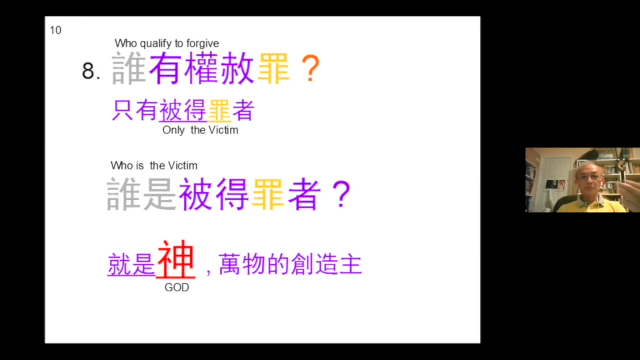 10
Who qualify to forgive
8. 誰有權赦罪？
只有被得罪者
Only the Victim
Who is the Victim
誰是被得罪者？
就是神，萬物的創造主
GOD